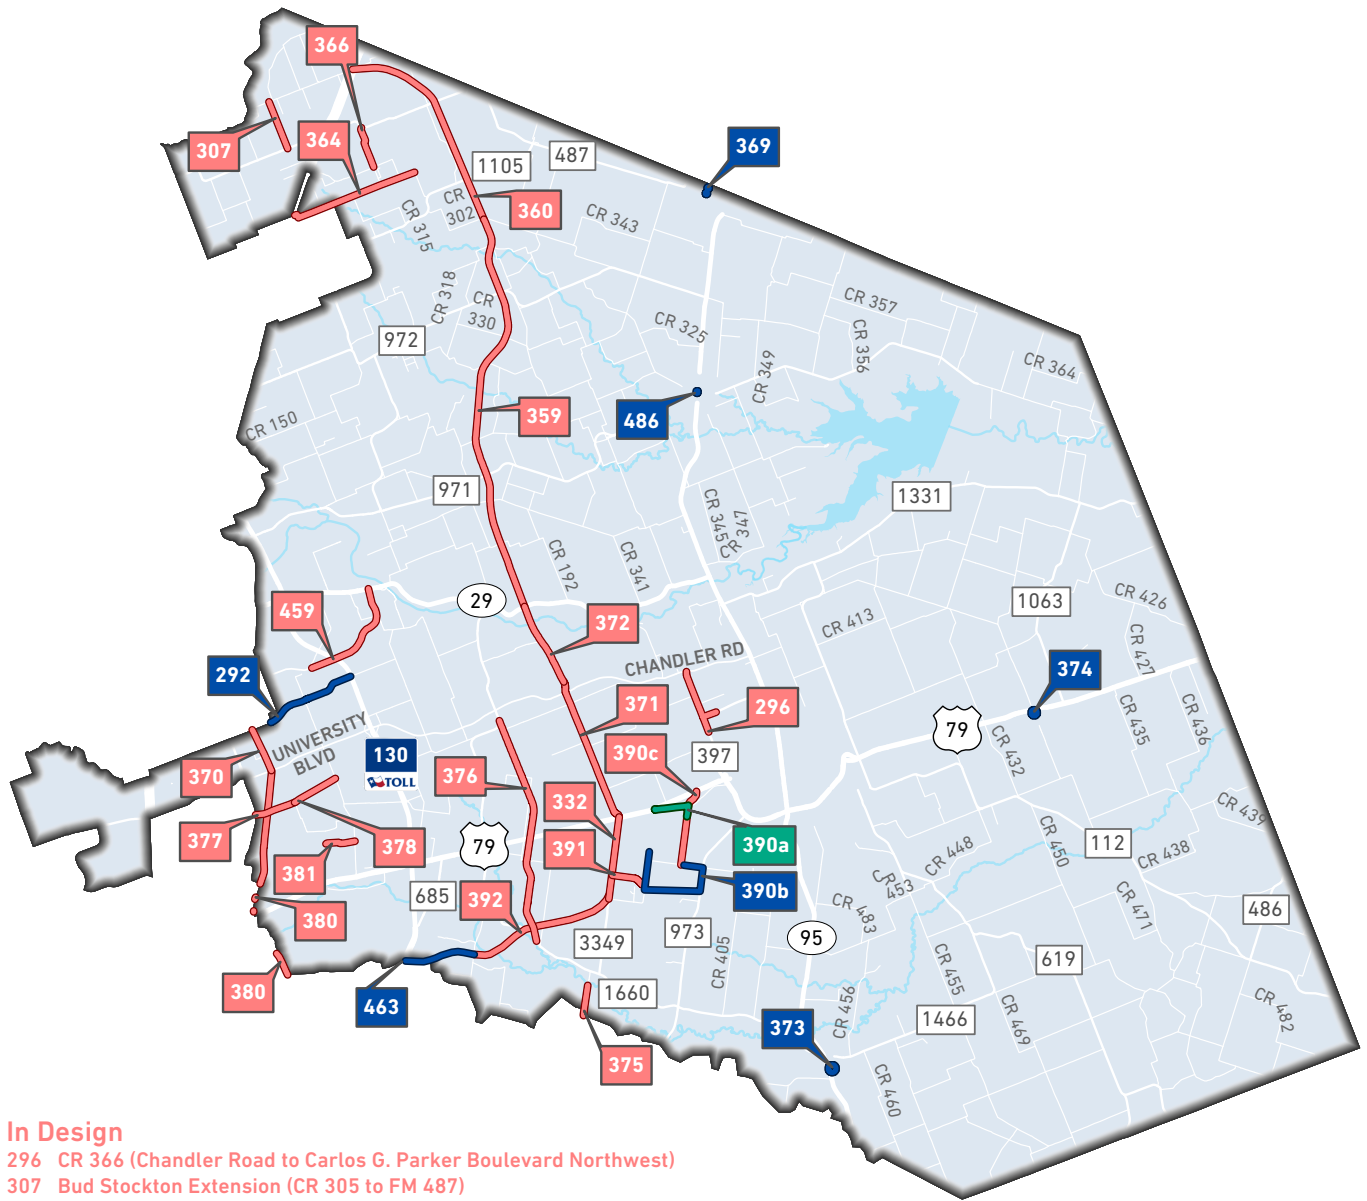 366
364
307
369
487
1105
CR
302
360
CR 315
CR 343
CR 318
CR
330
972
CR 325
CR 357
CR 356
CR 349
CR 364
359
486
CR 150
971
1331
CR 345
CR 347
CR 192
CR 341
29
459
372
CR 413
1063
CR 426
CR 427
CHANDLER RD
292
374
296
371
390c
397
79
CR 435
CR 436
CR 432
UNIVERSITY
BLVD
130
TOLL
370
376
332
377
378
79
391
390a
381
CR 439
CR 450
112
CR 438
CR 448
CR 453
390b
685
392
380
CR 483
CR 471
486
3349
973
95
CR 405
619
380
463
1660
CR 455
CR 456
CR 469
1466
CR 482
373
375
CR 460
In Design
296 CR 366 (Chandler Road to Carlos G. Parker Boulevard Northwest)
307 Bud Stockton Extension (CR 305 to FM 487)